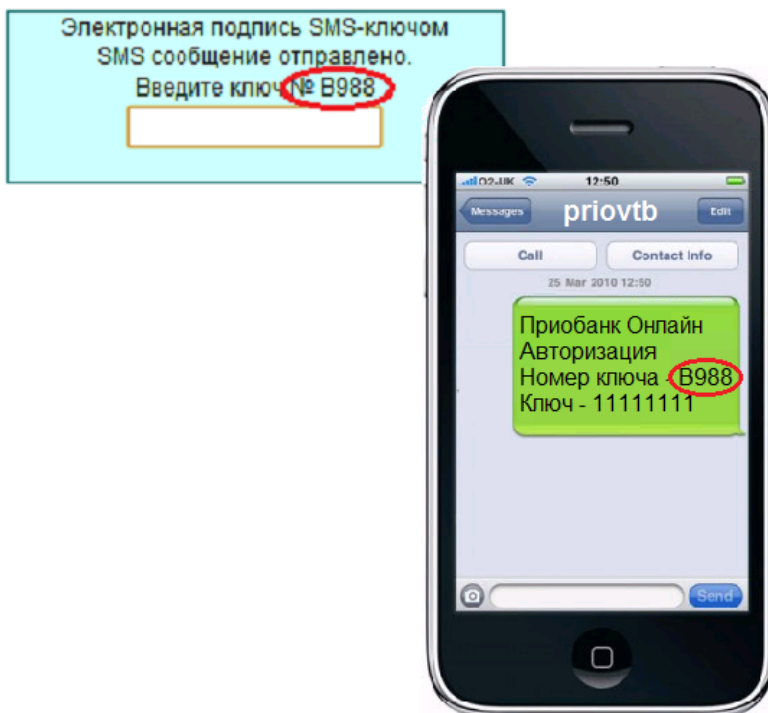 Электронная подпись SMS-ключом
SMS сообщение отправлено.
Введите ключ № B988
O2-UK 12:50
Messages priovtb Edit
Call Contact Info
25 Mar 2010 12:50
Приобанк Онлайн
Авторизация
Номер ключа - B988
Ключ - 11111111
Send